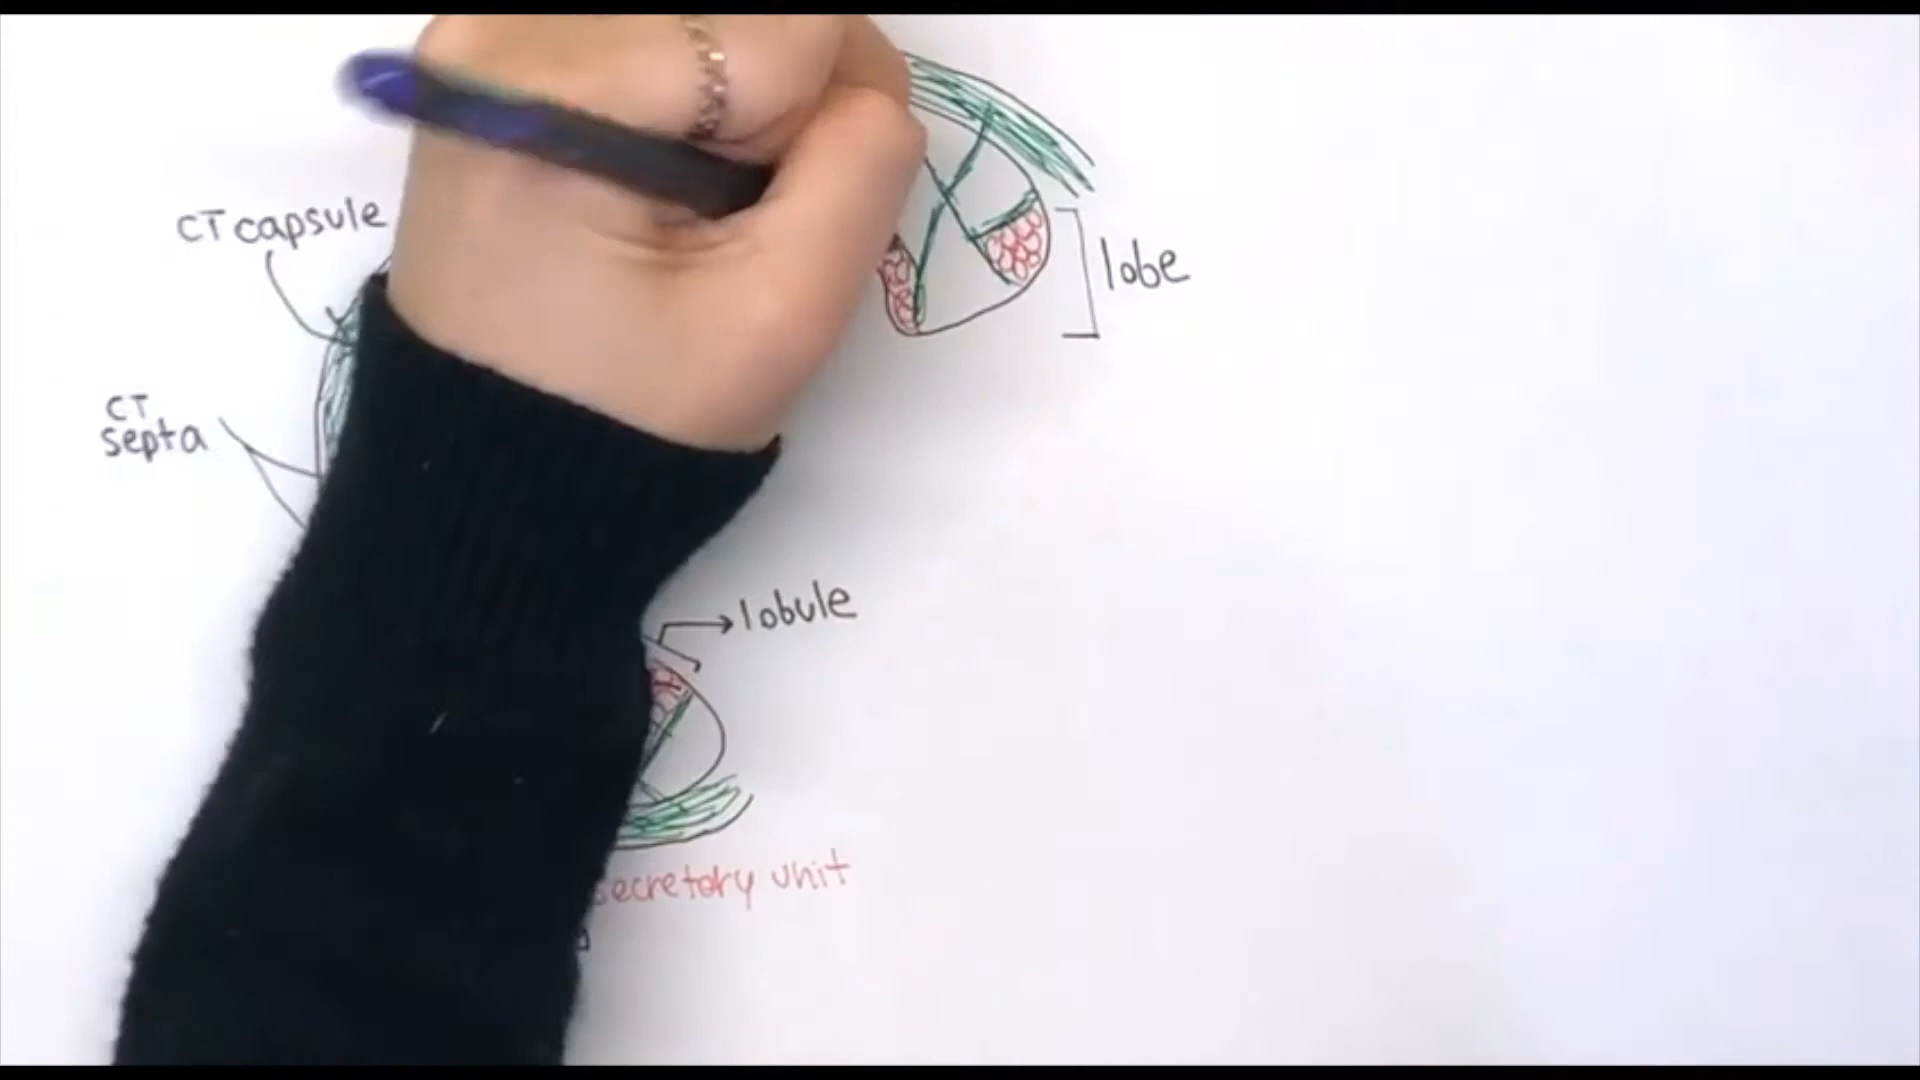 CT capsule
lobe
CT
septa
lobule
secretory unit